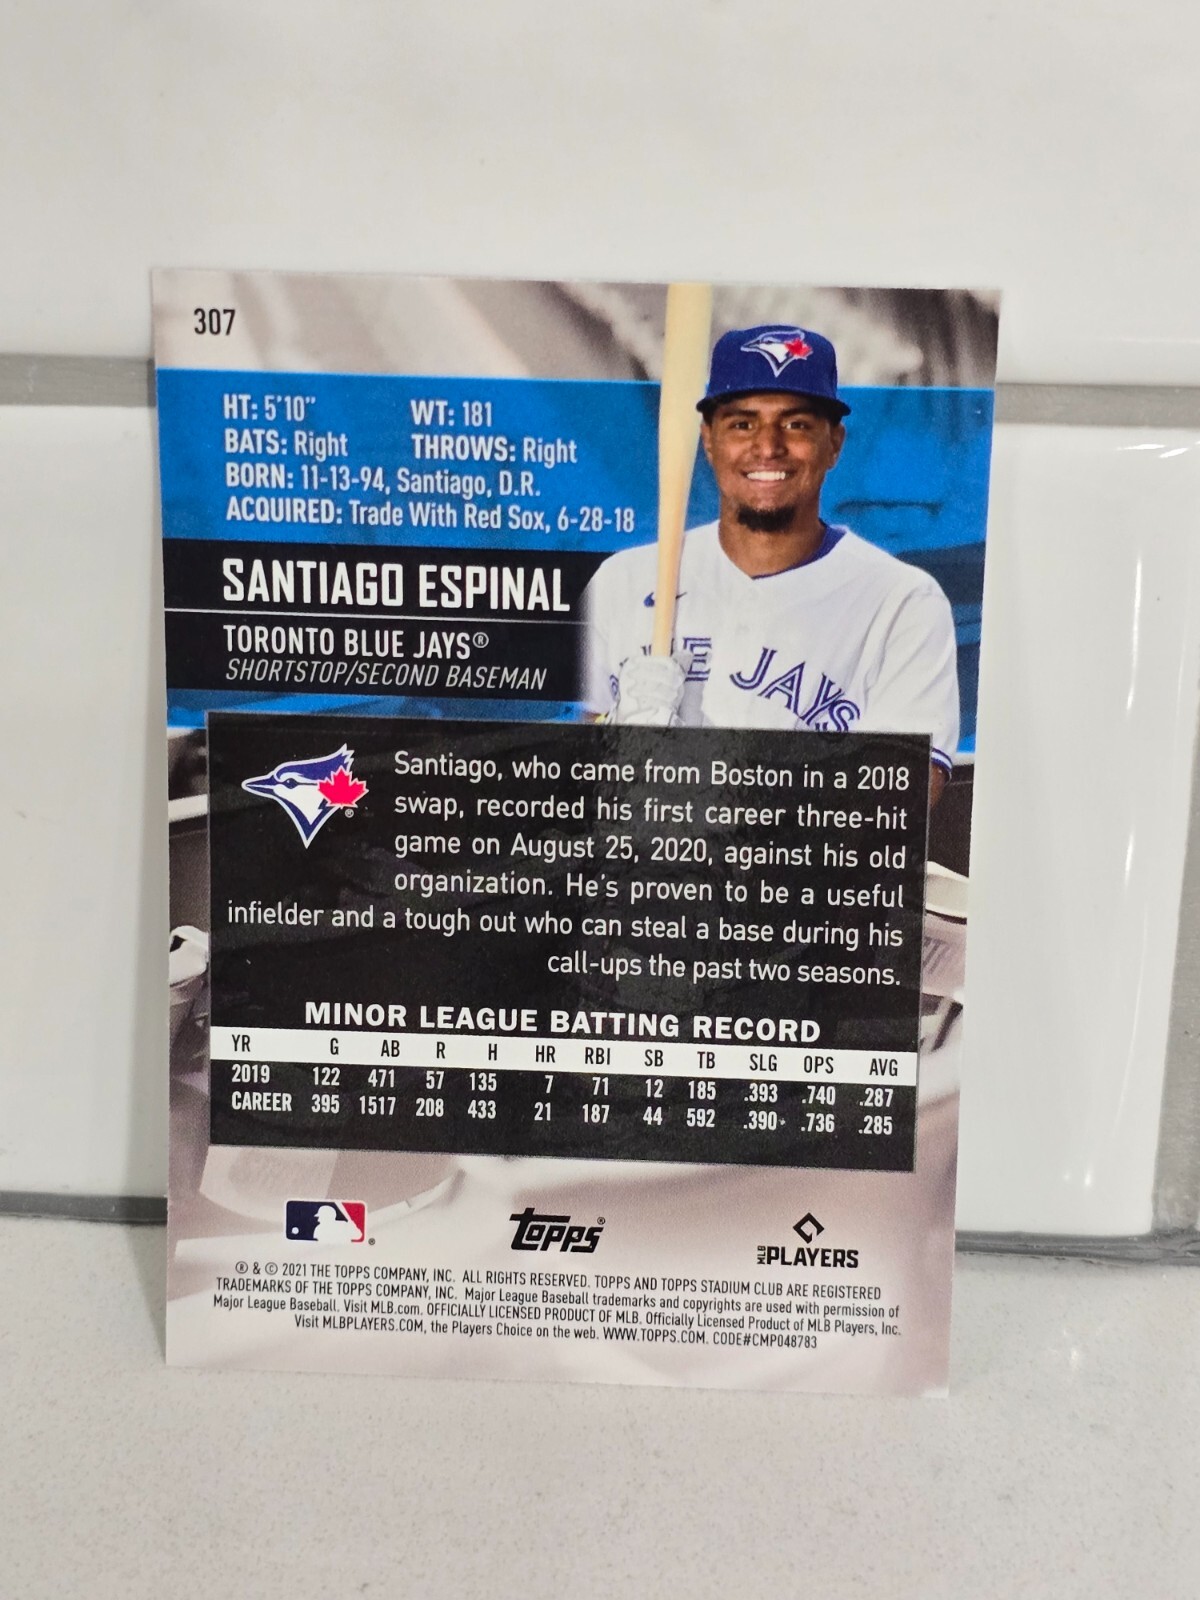 307
HT: 5'10" WT: 181
BATS: Right THROWS: Right
BORN: 11-13-94, Santiago, D.R.
ACQUIRED: Trade With Red Sox, 6-28-18
SANTIAGO ESPINAL
TORONTO BLUE JAYS®
SHORTSTOP/SECOND BASEMAN
JAYS
Santiago, who came from Boston in a 2018
swap, recorded his first career three-hit
game on August 25, 2020, against his old
organization. He's proven to be a useful
infielder and a tough out who can steal a base during his
call-ups the past two seasons.
MINOR LEAGUE BATTING RECORD
YR G AB R H HR RBI SB TB SLG OPS AVG
2019 122 471 57 135 7 71 12 185 .393 .740 .287
CAREER 395 1517 208 433 21 187 44 592 .390+ .736 .285
topps®
MLB PLAYERS
® & © 2021 THE TOPPS COMPANY, INC. ALL RIGHTS RESERVED. TOPPS AND TOPPS STADIUM CLUB ARE REGISTERED
TRADEMARKS OF THE TOPPS COMPANY, INC. Major League Baseball trademarks and copyrights are used with permission of
Major League Baseball. Visit MLB.com. OFFICIALLY LICENSED PRODUCT OF MLB. Officially Licensed Product of MLB Players, Inc.
Visit MLBPLAYERS.COM, the Players Choice on the web. WWW.TOPPS.COM. CODE#CMP048783